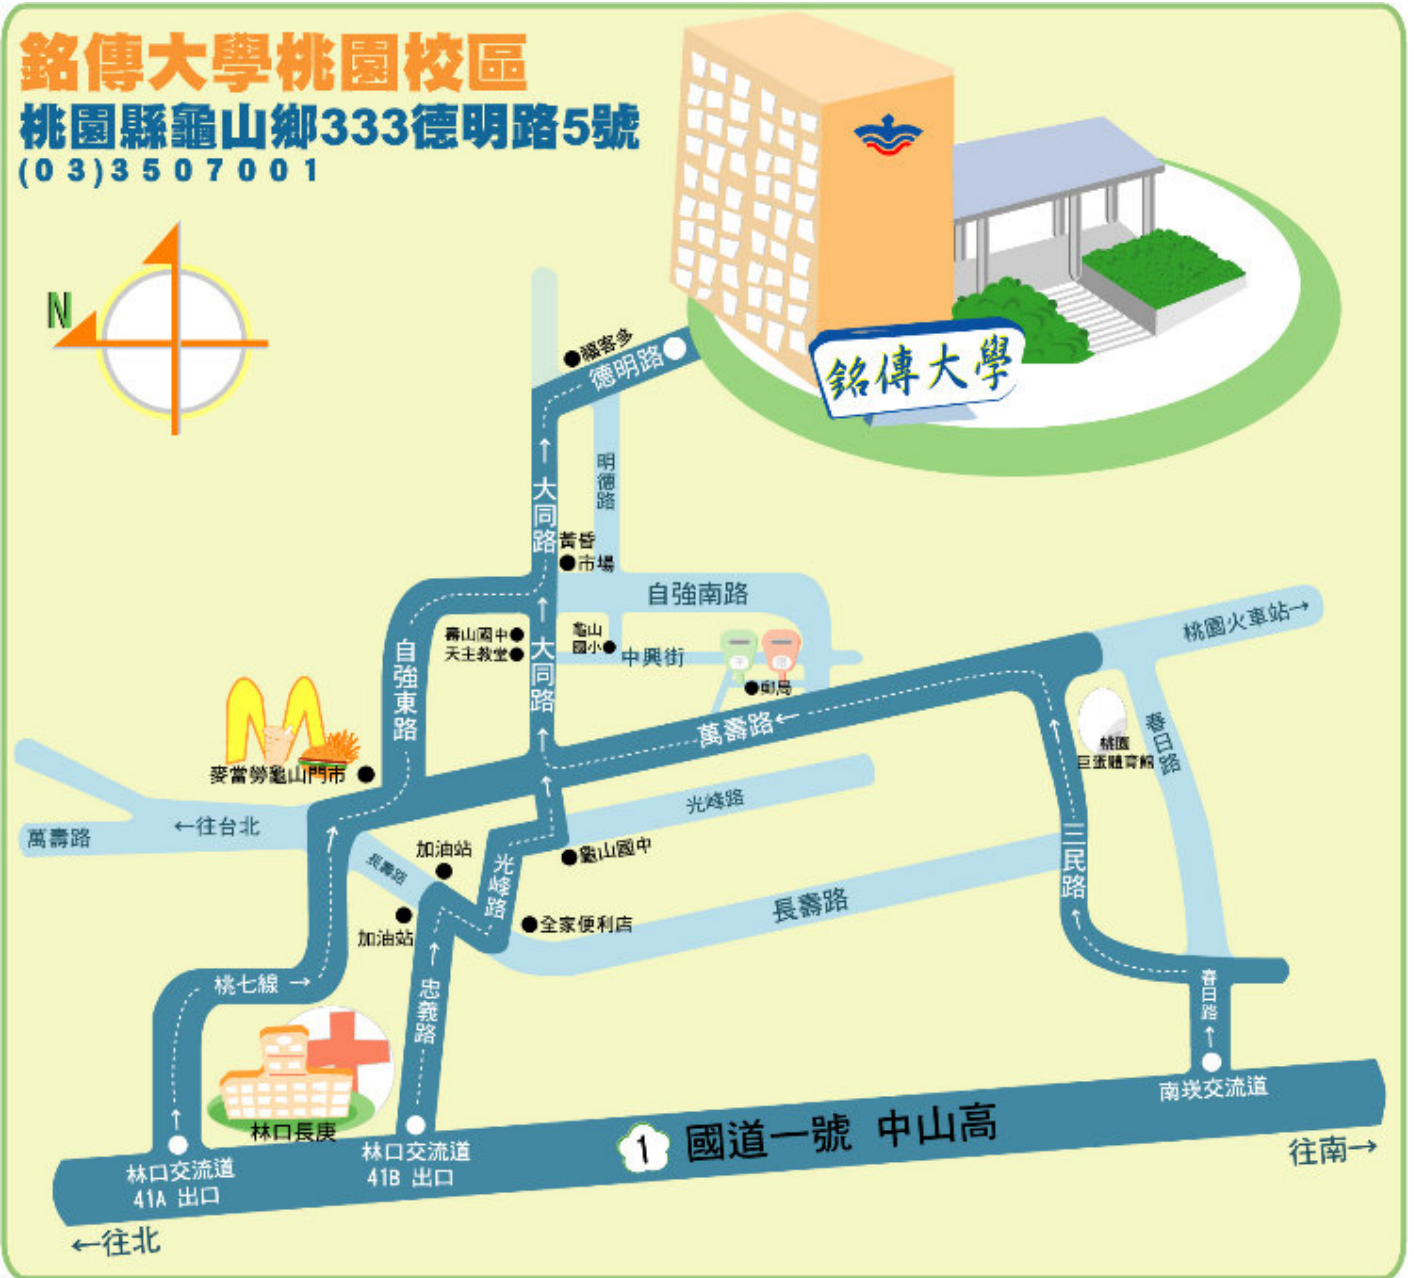 銘傳大學桃園校區
桃園縣龜山鄉333德明路5號
(03)3507001
N
福客多
德明路
銘傳大學
明德路
大同路
黃昏
市場
自強南路
桃園火車站→
壽山國中
天主教堂
龜山
國小
中興街
大同路
自強東路
郵局
萬壽路←
春日路
桃園
巨蛋體育館
麥當勞龜山門市
光峰路
←往台北
萬壽路
加油站
長壽路
龜山國中
三民路
光峰路
長壽路
全家便利店
加油站
桃七線→
忠義路
春日路
南崁交流道
林口長庚
1 國道一號 中山高
林口交流道
41A 出口
林口交流道
41B 出口
往南→
←往北